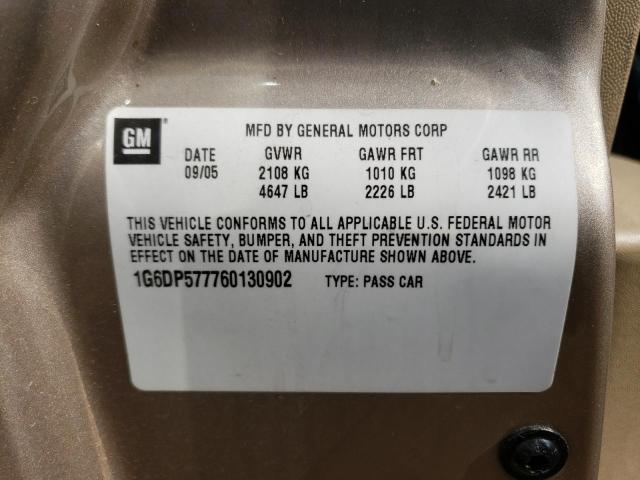 GM
MFD BY GENERAL MOTORS CORP
DATE GVWR GAWR FRT GAWR RR
09/05 2108 KG 1010 KG 1098 KG
4647 LB 2226 LB 2421 LB
THIS VEHICLE CONFORMS TO ALL APPLICABLE U.S. FEDERAL MOTOR
VEHICLE SAFETY, BUMPER, AND THEFT PREVENTION STANDARDS IN
EFFECT ON THE DATE OF MANUFACTURE SHOWN ABOVE.
1G6DP577760130902 TYPE: PASS CAR